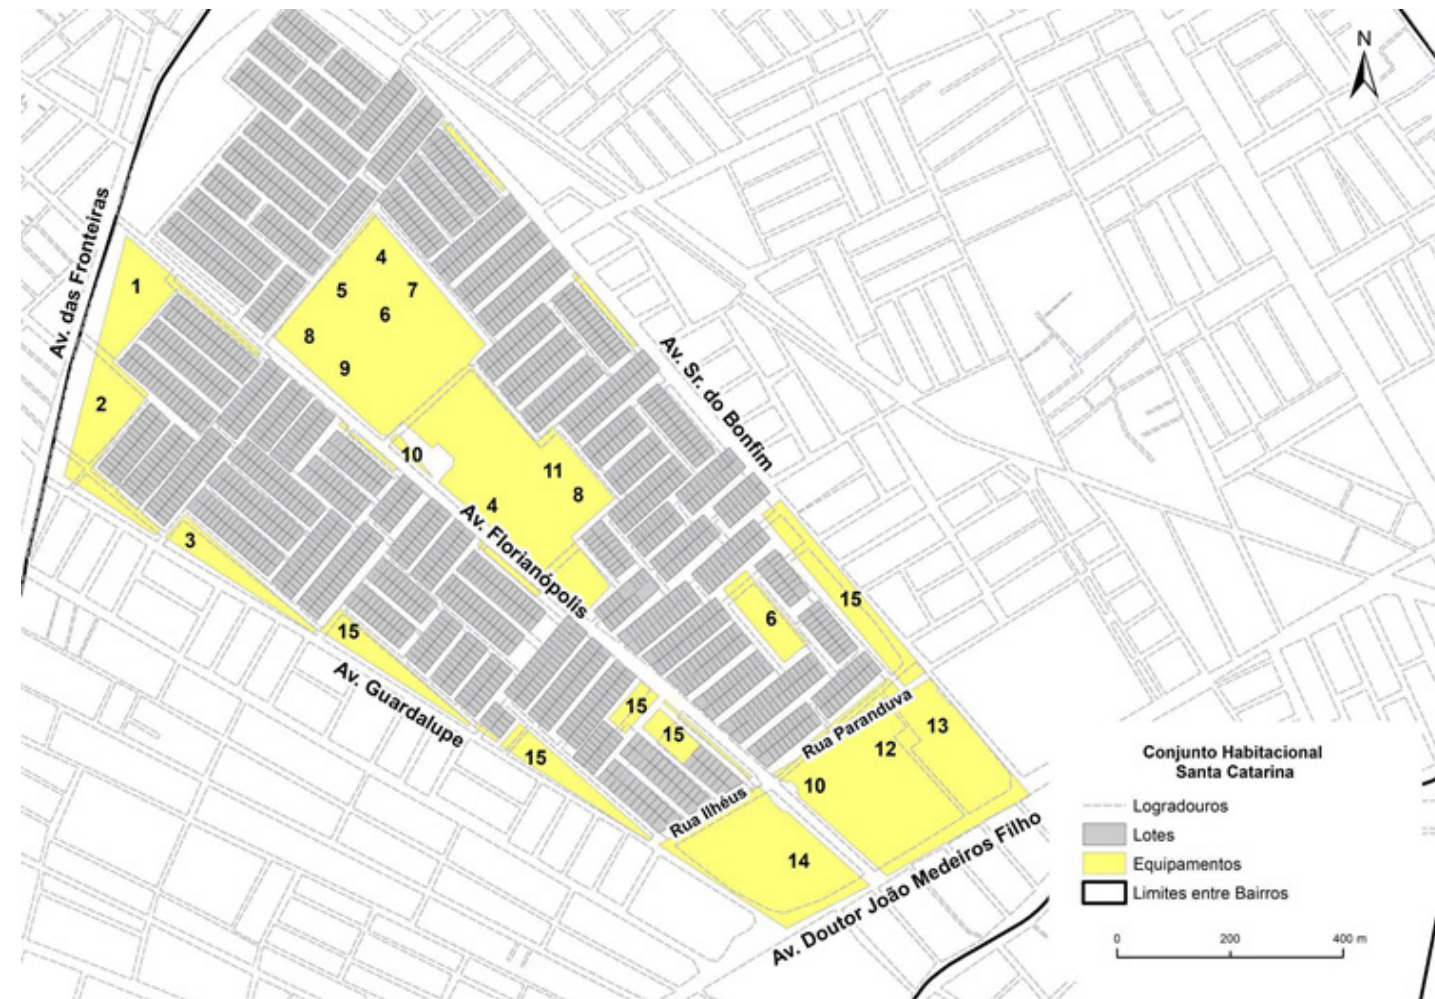 N
Av. das Fronteiras
1
4
5
7
6
8
9
2
Av. Sr. do Bonfim
10
11
8
4
Av. Florianópolis
3
15
Av. Guardalupe
6
15
15
15
15
Rua Paranduva
13
12
10
Rua Ilhéus
14
Av. Doutor João Medeiros Filho
Conjunto Habitacional
Santa Catarina
Logradouros
Lotes
Equipamentos
Limites entre Bairros
0 200 400 m